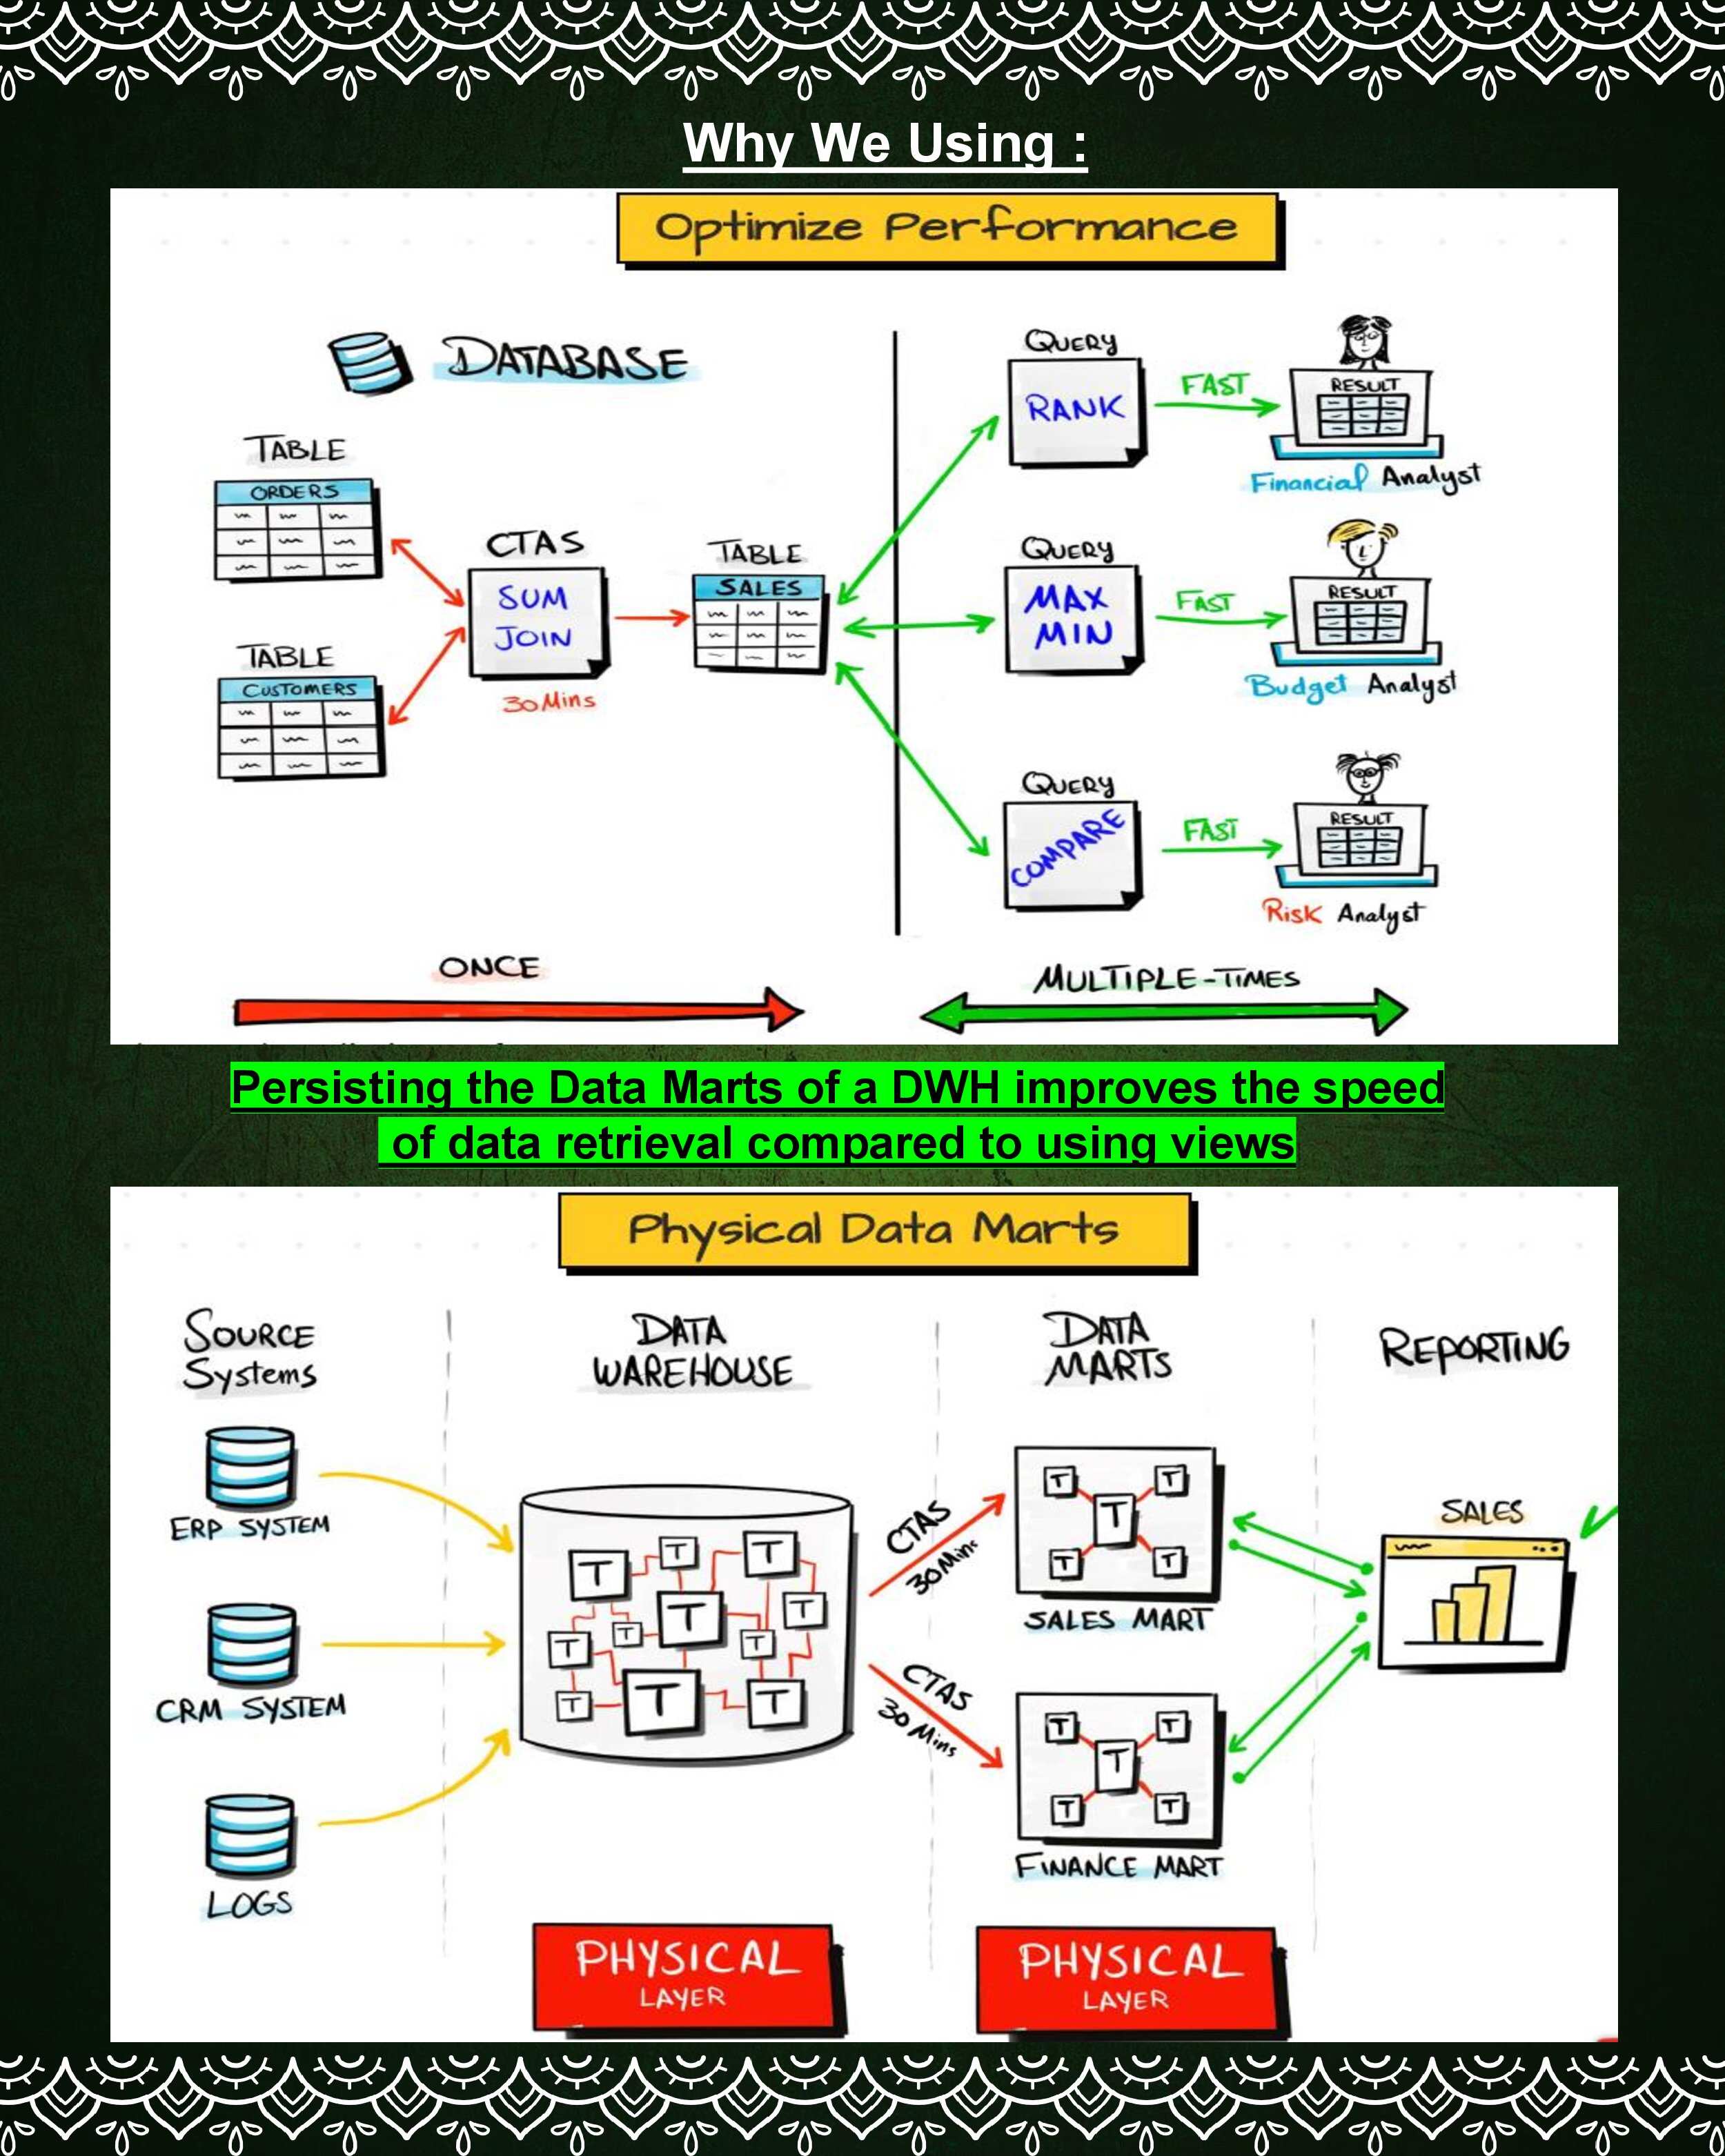 Why We Using :
Optimize Performance
DATABASE
TABLE
ORDERS
TABLE
CUSTOMERS
CTAS
SUM
JOIN
30 Mins
TABLE
SALES
QUERY
RANK
FAST
RESULT
Financial Analyst
QUERY
MAX
MIN
FAST
RESULT
Budget Analyst
QUERY
COMPARE
FAST
RESULT
Risk Analyst
ONCE
MULTIPLE-TIMES
Persisting the Data Marts of a DWH improves the speed
of data retrieval compared to using views
Physical Data Marts
SOURCE
Systems
ERP SYSTEM
CRM SYSTEM
LOGS
DATA
WAREHOUSE
T
T
T
T
T
T
T
T
T
T
T
PHYSICAL
LAYER
CTAS
30 Mins
CTAS
30 Mins
DATA
MARTS
T T
T
T T
SALES MART
T T
T
T T
FINANCE MART
PHYSICAL
LAYER
REPORTING
SALES